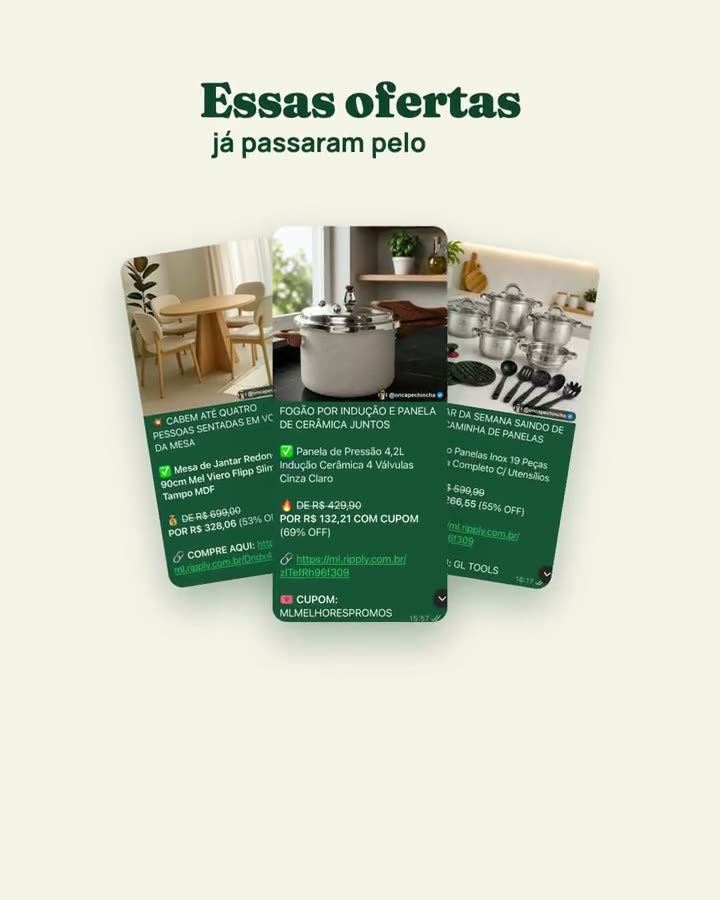 Essas ofertas
já passaram pelo
💥 CABEM ATÉ QUATRO
PESSOAS SENTADAS EM
DA MESA
✅ Mesa de Jantar
90cm Mel Viero Flipp Slim
Tampo MDF
💰 DE R$ 699,00
POR R$ 328,06 (53%
🔗 COMPRE AQUI:
ml.ripply.com.br/
@oncapechincha
FOGÃO POR INDUÇÃO E PANELA
DE CERÂMICA JUNTOS
✅ Panela de Pressão 4,2L
Indução Cerâmica 4 Válvulas
Cinza Claro
🔥 DE R$ 429,90
POR R$ 132,21 COM CUPOM
(69% OFF)
🔗 https://ml.ripply.com.br/
zITefRh96f309
🎟️ CUPOM:
MLMELHORESPROMOS
15:57
@oncapechincha
DA SEMANA SAINDO DE
CAMINHA DE PANELAS
Panelas Inox 19 Peças
Completo C/ Utensílios
R$ 599,99
266,55 (55% OFF)
/ml.ripply.com.br/
6f309
: GL TOOLS
16:17